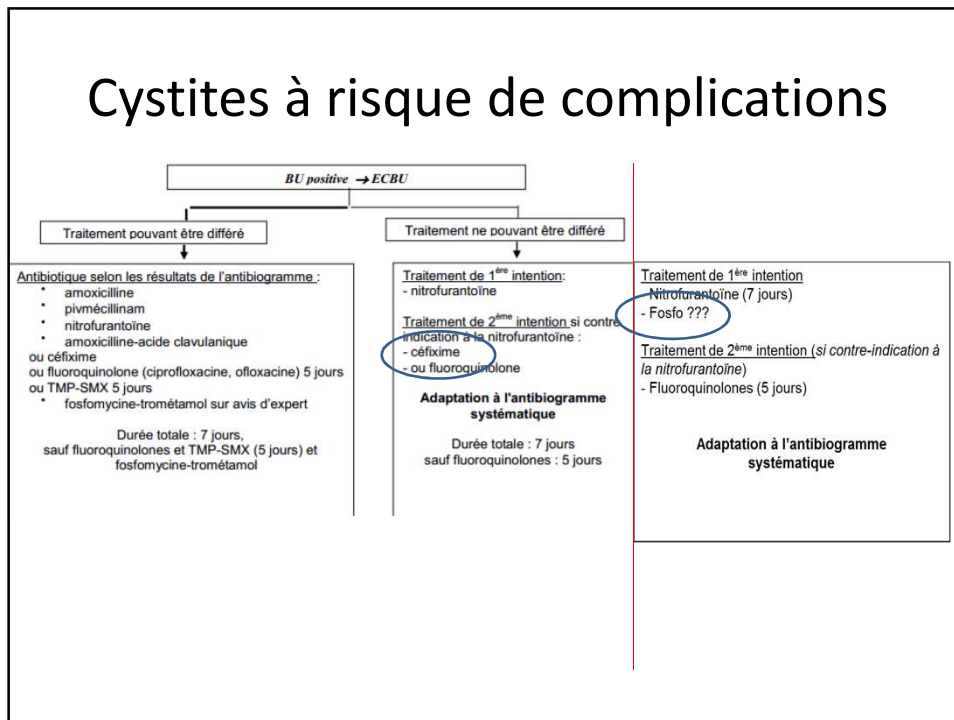 Cystites à risque de complications
BU positive → ECBU
Traitement pouvant être différé
Antibiotique selon les résultats de l'antibiogramme :
• amoxicilline
• pivmécillinam
• nitrofurantoïne
• amoxicilline-acide clavulanique
ou céfixime
ou fluoroquinolone (ciprofloxacine, ofloxacine) 5 jours
ou TMP-SMX 5 jours
• fosfomycine-trométamol sur avis d'expert
Durée totale : 7 jours,
sauf fluoroquinolones et TMP-SMX (5 jours) et
fosfomycine-trométamol
Traitement ne pouvant être différé
Traitement de 1ère intention:
- nitrofurantoïne
Traitement de 2ème intention si contre
indication à la nitrofurantoïne :
- céfixime
- ou fluoroquinolone
Adaptation à l'antibiogramme
systématique
Durée totale : 7 jours
sauf fluoroquinolones : 5 jours
Traitement de 1ère intention
- Nitrofurantoïne (7 jours)
- Fosfo ???
Traitement de 2ème intention (si contre-indication à
la nitrofurantoïne)
- Fluoroquinolones (5 jours)
Adaptation à l'antibiogramme
systématique